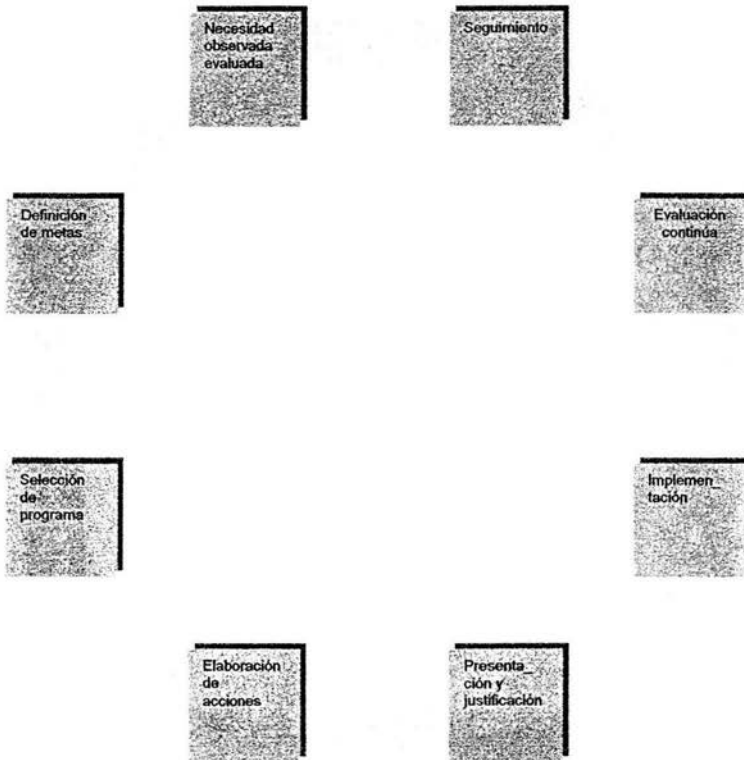 Necesidad
observada
evaluada
Seguimiento
Definición
de metas
Evaluación
continúa
Selección
de
programa
Implemen_
tación
Elaboración
de
acciones
Presenta_
ción y
justificación